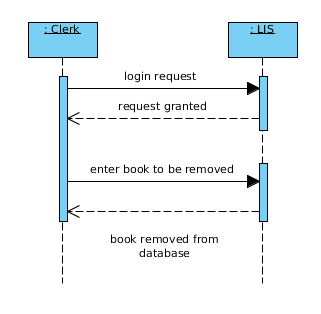 : Clerk
: LIS
login request
request granted
enter book to be removed
book removed from
database